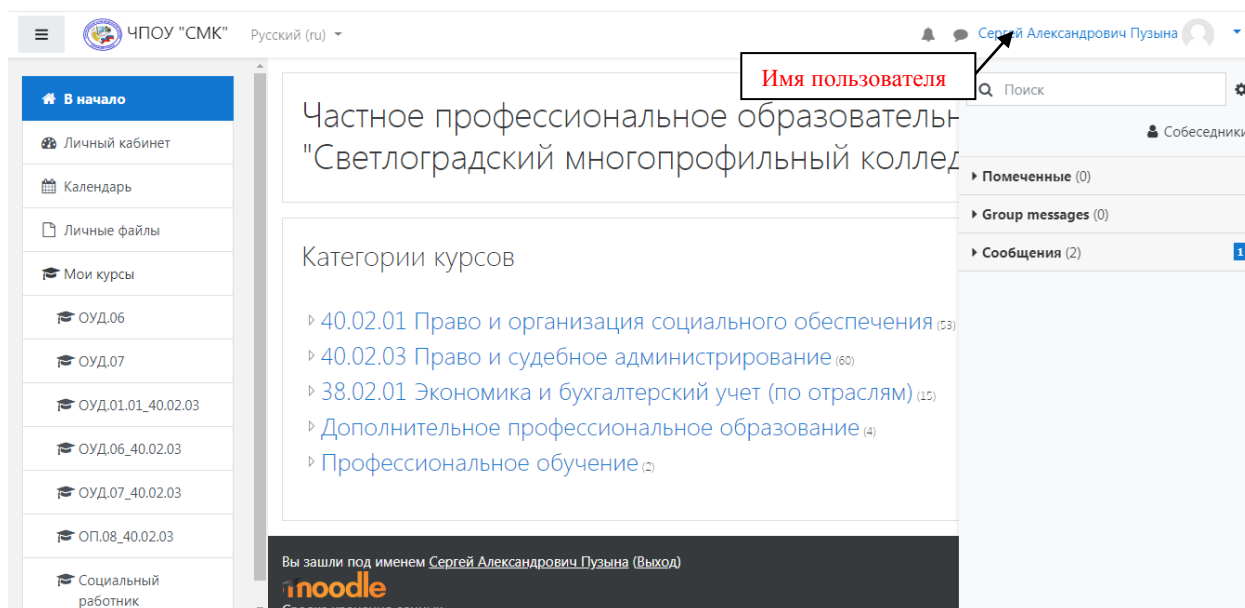 ЧПОУ "СМК"
Русский (ru)
Сергей Александрович Пузына
Имя пользователя
В начало
Личный кабинет
Календарь
Личные файлы
Мои курсы
ОУД.06
ОУД.07
ОУД.01.01_40.02.03
ОУД.06_40.02.03
ОУД.07_40.02.03
ОП.08_40.02.03
Социальный
работник
Частное профессиональное образовательн
"Светлоградский многопрофильный коллед
Категории курсов
40.02.01 Право и организация социального обеспечения (53)
40.02.03 Право и судебное администрирование (60)
38.02.01 Экономика и бухгалтерский учет (по отраслям) (15)
Дополнительное профессиональное образование (4)
Профессиональное обучение (2)
Вы зашли под именем Сергей Александрович Пузына (Выход)
moodle
Поиск
Собеседники
Помеченные (0)
Group messages (0)
Сообщения (2) 1